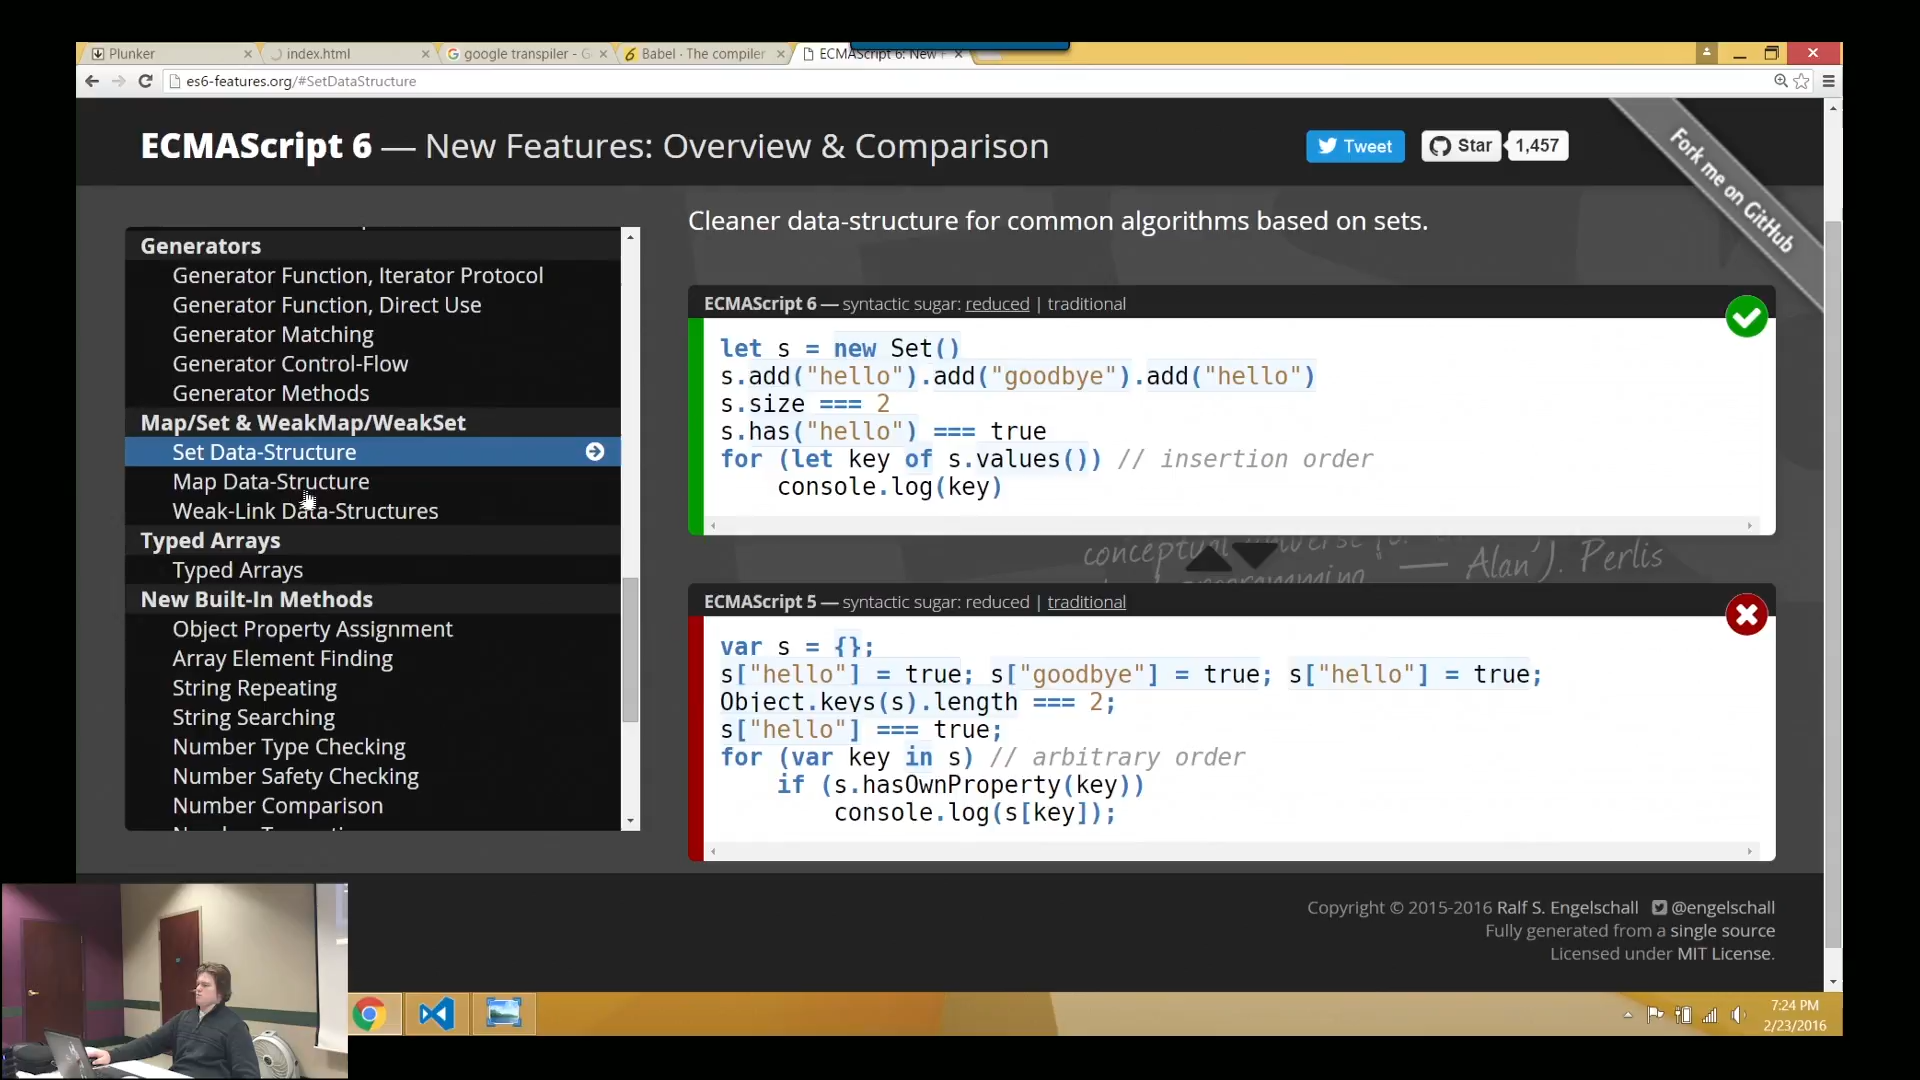 Plunker
index.html
google transpiler - G
Babel · The compiler
ECMAScript 6: New F
es6-features.org/#SetDataStructure
ECMAScript 6 — New Features: Overview & Comparison
Tweet
Star
1,457
Fork me on GitHub
Generators
Generator Function, Iterator Protocol
Generator Function, Direct Use
Generator Matching
Generator Control-Flow
Generator Methods
Map/Set & WeakMap/WeakSet
Set Data-Structure
Map Data-Structure
Weak-Link Data-Structures
Typed Arrays
Typed Arrays
New Built-In Methods
Object Property Assignment
Array Element Finding
String Repeating
String Searching
Number Type Checking
Number Safety Checking
Number Comparison
Cleaner data-structure for common algorithms based on sets.
ECMAScript 6 — syntactic sugar: reduced | traditional
let s = new Set()
s.add("hello").add("goodbye").add("hello")
s.size === 2
s.has("hello") === true
for (let key of s.values()) // insertion order
console.log(key)
conceptual universe for
programming — Alan J. Perlis
ECMAScript 5 — syntactic sugar: reduced | traditional
var s = {};
s["hello"] = true; s["goodbye"] = true; s["hello"] = true;
Object.keys(s).length === 2;
s["hello"] === true;
for (var key in s) // arbitrary order
if (s.hasOwnProperty(key))
console.log(s[key]);
Copyright © 2015-2016 Ralf S. Engelschall @engelschall
Fully generated from a single source
Licensed under MIT License.
7:24 PM
2/23/2016